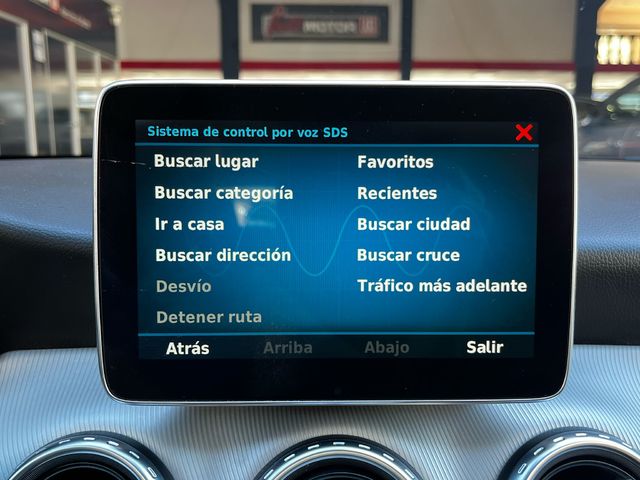 MOTOR
Sistema de control por voz SDS
Buscar lugar
Favoritos
Buscar categoría
Recientes
Ir a casa
Buscar ciudad
Buscar dirección
Buscar cruce
Desvío
Tráfico más adelante
Detener ruta
Atrás Arriba Abajo Salir